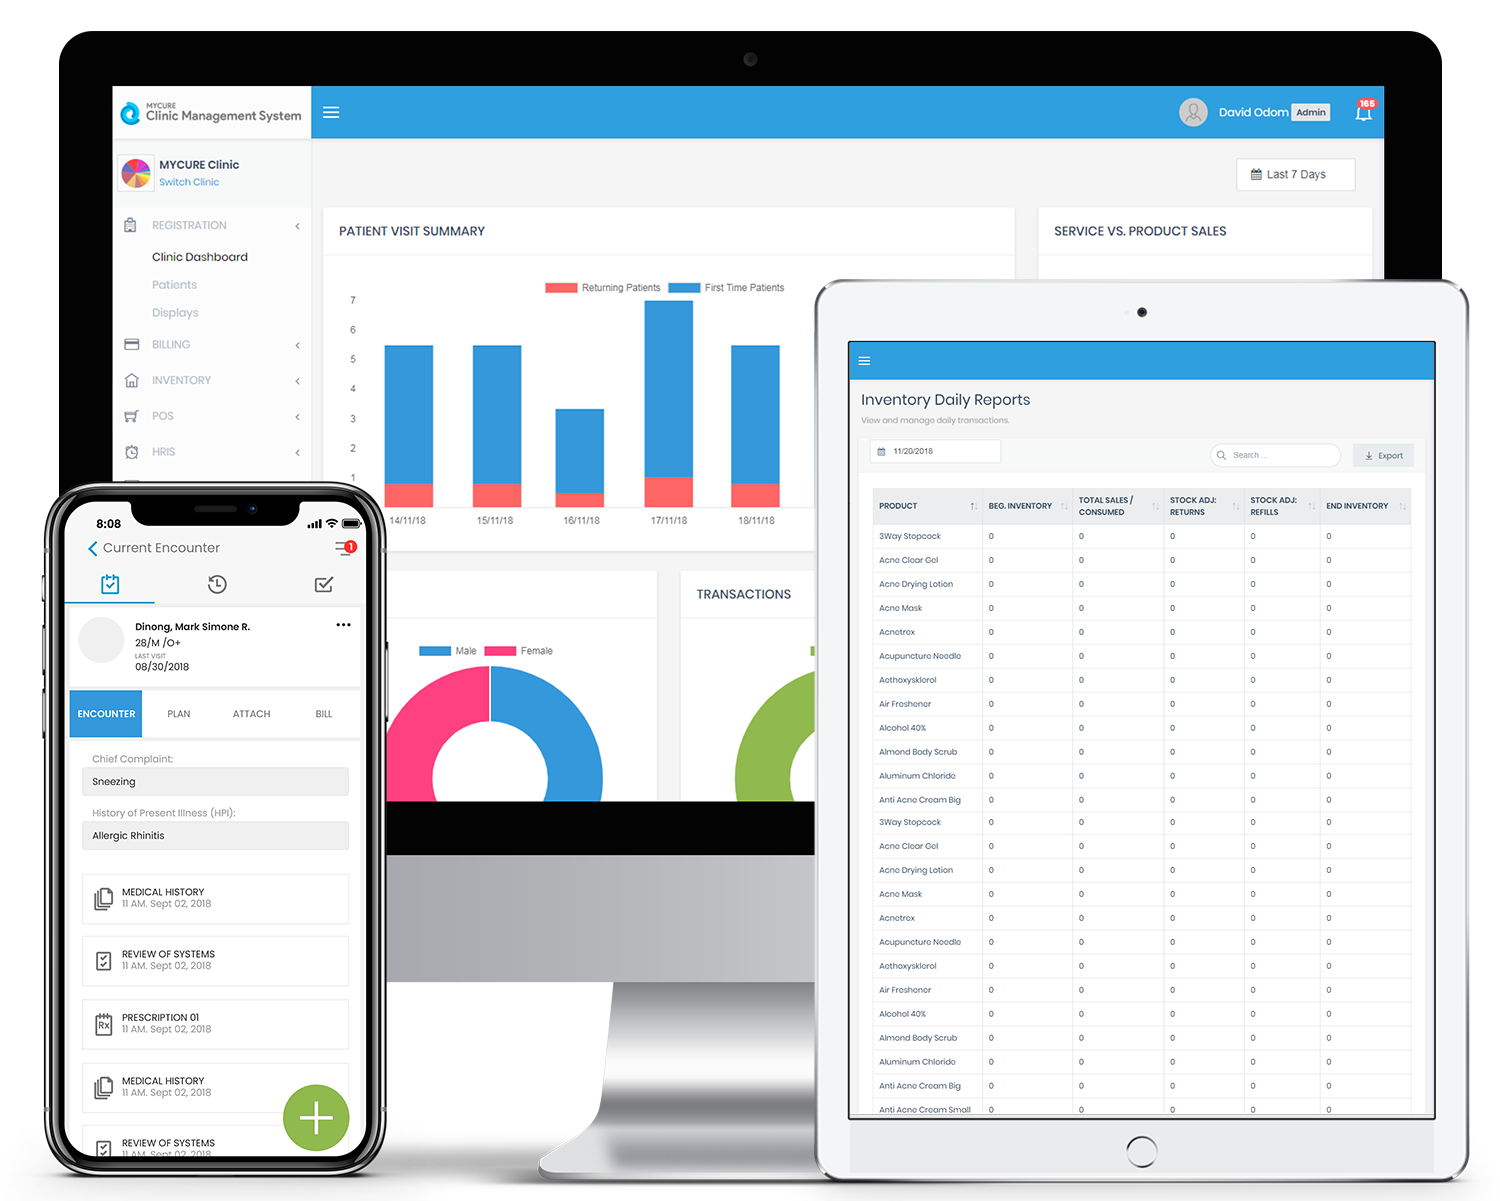 MYCURE
Clinic Management System
David Odom Admin
165
MYCURE Clinic
Switch Clinic
Last 7 Days
REGISTRATION
Clinic Dashboard
Patients
Displays
BILLING
INVENTORY
POS
HRIS
PATIENT VISIT SUMMARY
Returning Patients First Time Patients
7
6
5
4
3
2
1
14/11/18 15/11/18 16/11/18 17/11/18 18/11/18
SERVICE VS. PRODUCT SALES
Male Female
TRANSACTIONS
8:08
Current Encounter
1
Dinong, Mark Simone R.
28/M /O+
LAST VISIT
08/30/2018
ENCOUNTER PLAN ATTACH BILL
Chief Complaint:
Sneezing
History of Present Illness (HPI):
Allergic Rhinitis
MEDICAL HISTORY
11 AM. Sept 02, 2018
REVIEW OF SYSTEMS
11 AM. Sept 02, 2018
Rx
PRESCRIPTION 01
11 AM. Sept 02, 2018
MEDICAL HISTORY
11 AM. Sept 02, 2018
REVIEW OF SYSTEMS
11 AM. Sept 02, 2018
Inventory Daily Reports
View and manage daily transactions.
11/20/2018
Search ...
Export
PRODUCT BEG. INVENTORY TOTAL SALES / CONSUMED STOCK ADJ: RETURNS STOCK ADJ: REFILLS END INVENTORY
3Way Stopcock 0 0 0 0 0
Acne Clear Gel 0 0 0 0 0
Acne Drying Lotion 0 0 0 0 0
Acne Mask 0 0 0 0 0
Acnetrex 0 0 0 0 0
Acupuncture Needle 0 0 0 0 0
Aethoxysklerol 0 0 0 0 0
Air Freshener 0 0 0 0 0
Alcohol 40% 0 0 0 0 0
Almond Body Scrub 0 0 0 0 0
Aluminum Chloride 0 0 0 0 0
Anti Acne Cream Big 0 0 0 0 0
3Way Stopcock 0 0 0 0 0
Acne Clear Gel 0 0 0 0 0
Acne Drying Lotion 0 0 0 0 0
Acne Mask 0 0 0 0 0
Acnetrex 0 0 0 0 0
Acupuncture Needle 0 0 0 0 0
Aethoxysklerol 0 0 0 0 0
Air Freshener 0 0 0 0 0
Alcohol 40% 0 0 0 0 0
Almond Body Scrub 0 0 0 0 0
Aluminum Chloride 0 0 0 0 0
Anti Acne Cream Big 0 0 0 0 0
Anti Acne Cream Small 0 0 0 0 0